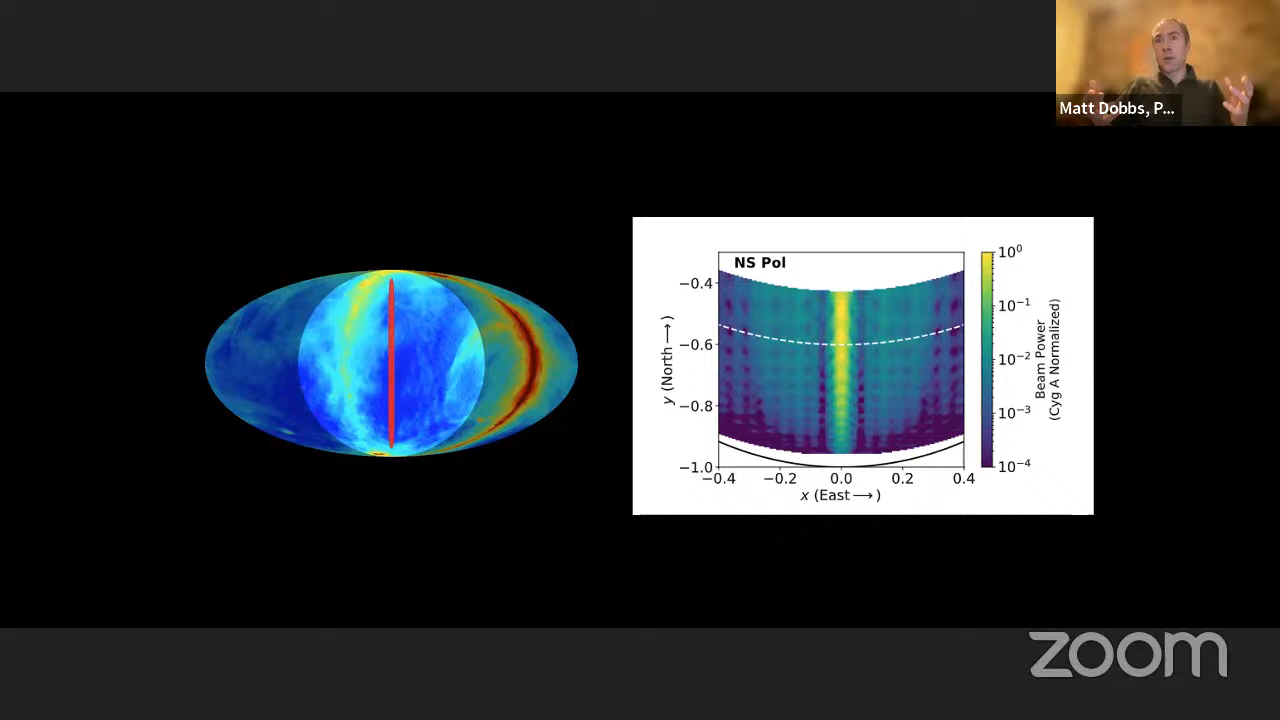 Matt Dobbs, P...
NS Pol
−0.4
−0.6
−0.8
−1.0
y (North ⟶ )
−0.4
−0.2
0.0
0.2
0.4
x (East ⟶ )
10⁰
10⁻¹
10⁻²
10⁻³
10⁻⁴
Beam Power
(Cyg A Normalized)
zoom